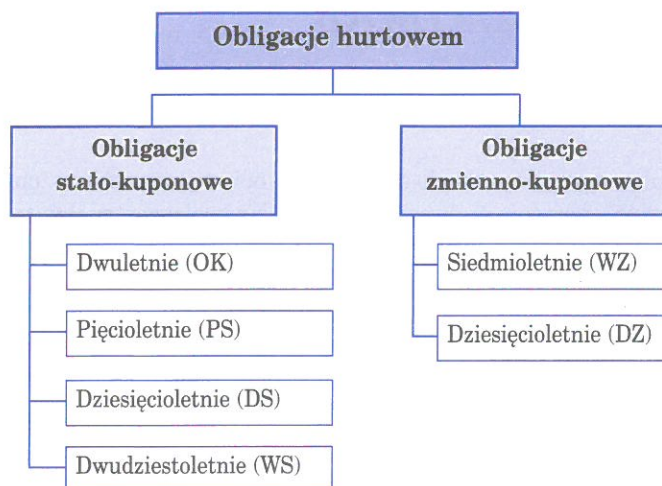 Obligacje hurtowem
Obligacje
stało-kuponowe
Dwuletnie (OK)
Pięcioletnie (PS)
Dziesięcioletnie (DS)
Dwudziestoletnie (WS)
Obligacje
zmienno-kuponowe
Siedmioletnie (WZ)
Dziesięcioletnie (DZ)